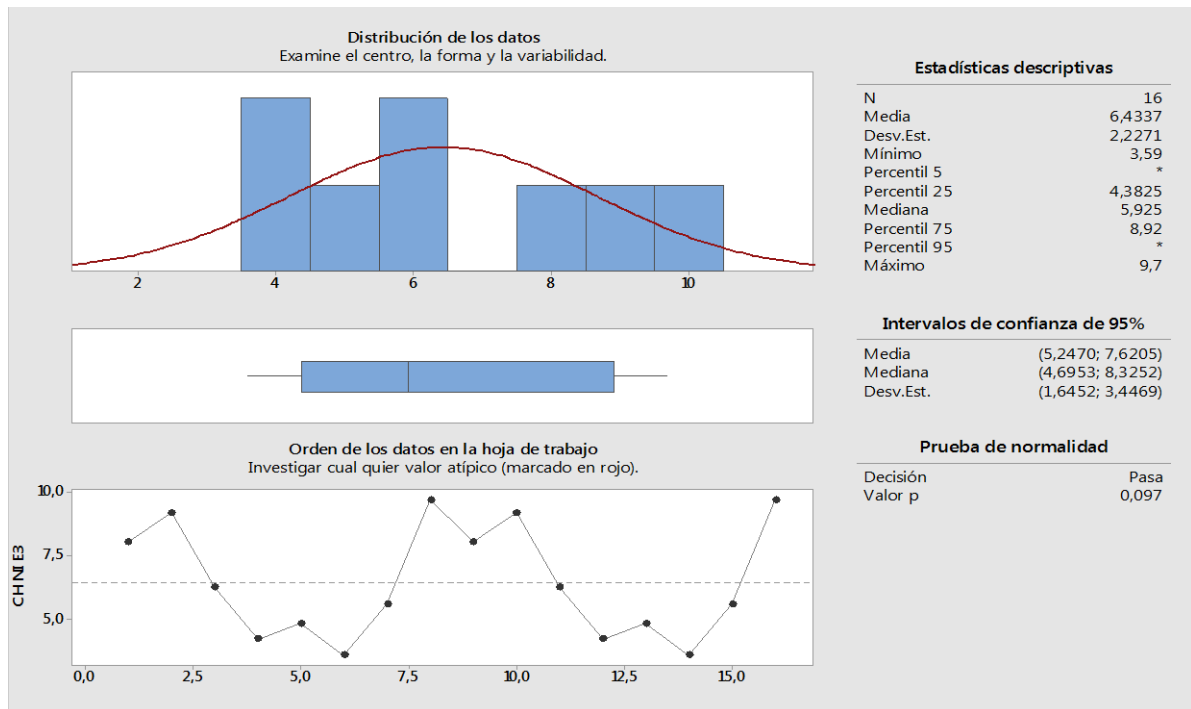 Distribución de los datos
Examine el centro, la forma y la variabilidad.
2 4 6 8 10
Orden de los datos en la hoja de trabajo
Investigar cual quier valor atípico (marcado en rojo).
10,0
7,5
5,0
CH NI E3
0,0 2,5 5,0 7,5 10,0 12,5 15,0
Estadísticas descriptivas
N 16
Media 6,4337
Desv.Est. 2,2271
Mínimo 3,59
Percentil 5 *
Percentil 25 4,3825
Mediana 5,925
Percentil 75 8,92
Percentil 95 *
Máximo 9,7
Intervalos de confianza de 95%
Media (5,2470; 7,6205)
Mediana (4,6953; 8,3252)
Desv.Est. (1,6452; 3,4469)
Prueba de normalidad
Decisión Pasa
Valor p 0,097